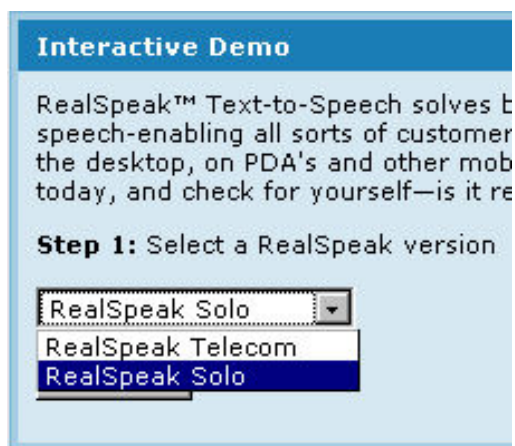 Interactive Demo
RealSpeak™ Text-to-Speech solves
speech-enabling all sorts of customer
the desktop, on PDA's and other mob
today, and check for yourself—is it re
Step 1: Select a RealSpeak version
RealSpeak Solo
RealSpeak Telecom
RealSpeak Solo